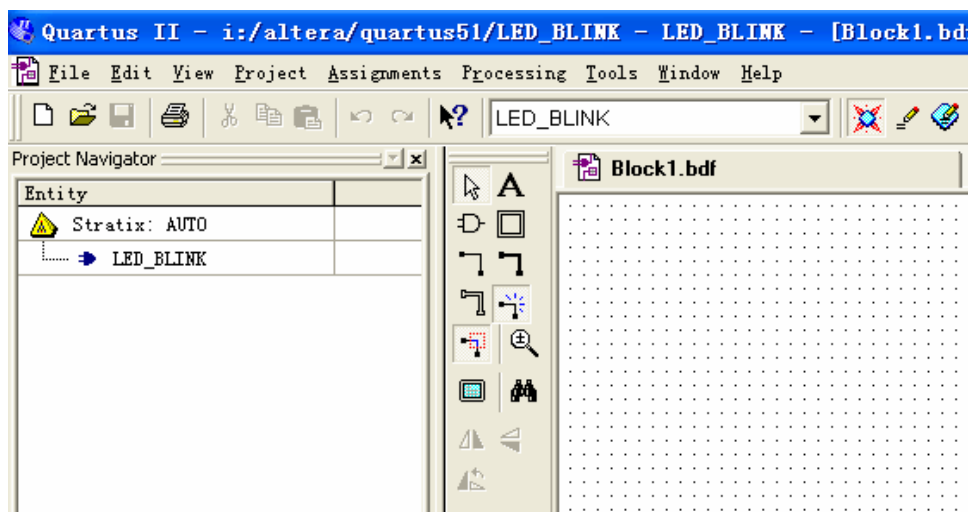 Quartus II - i:/altera/quartus51/LED_BLINK - LED_BLINK - [Block1.bd
File Edit View Project Assignments Processing Tools Window Help
LED_BLINK
Project Navigator
Block1.bdf
Entity
Stratix: AUTO
LED_BLINK